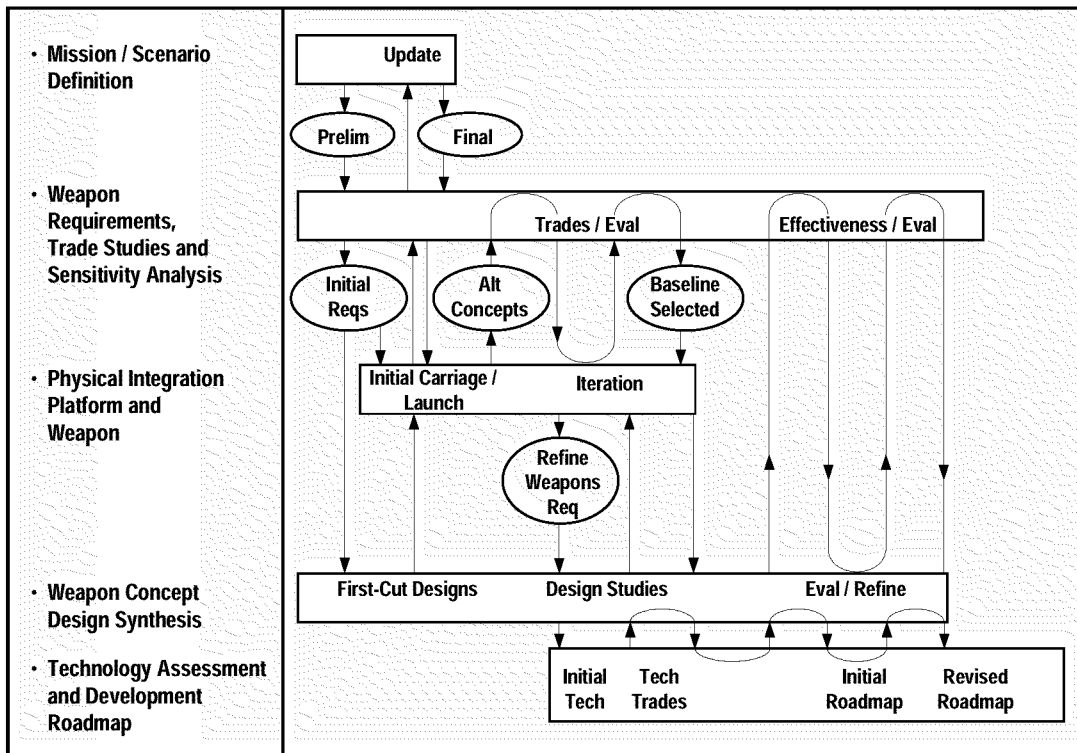 · Mission / Scenario
Definition
· Weapon
Requirements,
Trade Studies and
Sensitivity Analysis
· Physical Integration
Platform and
Weapon
· Weapon Concept
Design Synthesis
· Technology Assessment
and Development
Roadmap
Update
Prelim
Final
Trades / Eval
Effectiveness / Eval
Initial
Reqs
Alt
Concepts
Baseline
Selected
Initial Carriage /
Launch
Iteration
Refine
Weapons
Req
First-Cut Designs
Design Studies
Eval / Refine
Initial
Tech
Tech
Trades
Initial
Roadmap
Revised
Roadmap